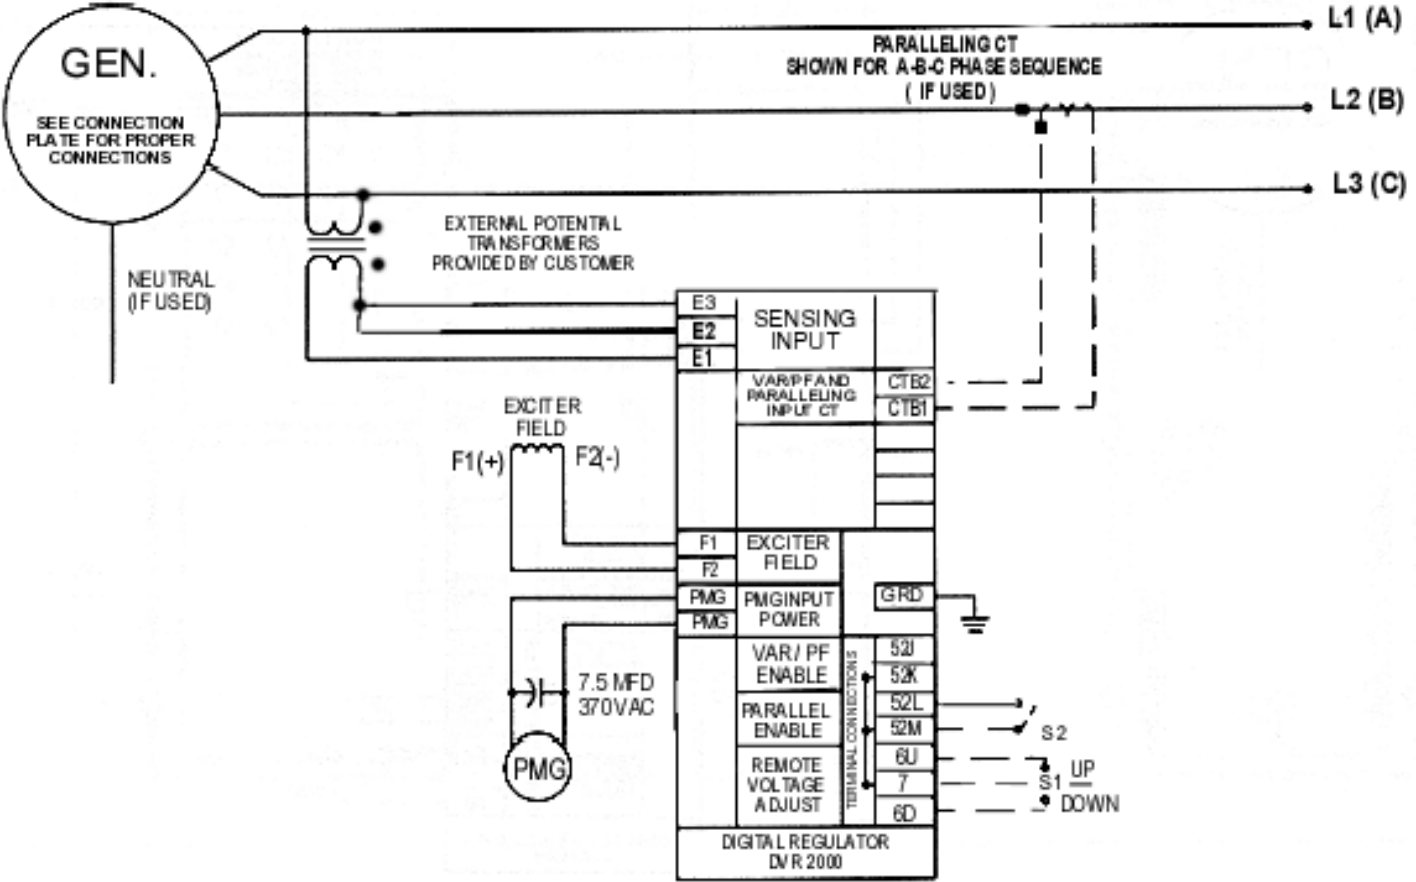 GEN.
SEE CONNECTION
PLATE FOR PROPER
CONNECTIONS
L1 (A)
PARALLELING CT
SHOWN FOR A-B-C PHASE SEQUENCE
( IF USED )
L2 (B)
L3 (C)
NEUTRAL
(IF USED)
EXTERNAL POTENTIAL
TRANSFORMERS
PROVIDED BY CUSTOMER
E3
E2
E1
SENSING
INPUT
VAR/PF AND
PARALLELING
INPUT CT
CTB2
CTB1
EXCITER
FIELD
F1(+)
F2(-)
F1
F2
EXCITER
FIELD
PMG
PMG
PMG INPUT
POWER
GRD
7.5 MFD
370VAC
PMG
VAR / PF
ENABLE
PARALLEL
ENABLE
REMOTE
VOLTAGE
ADJUST
TERMINAL CONNECTIONS
52J
52K
52L
52M
6U
7
6D
S2
S1
UP
DOWN
DIGITAL REGULATOR
DVR 2000